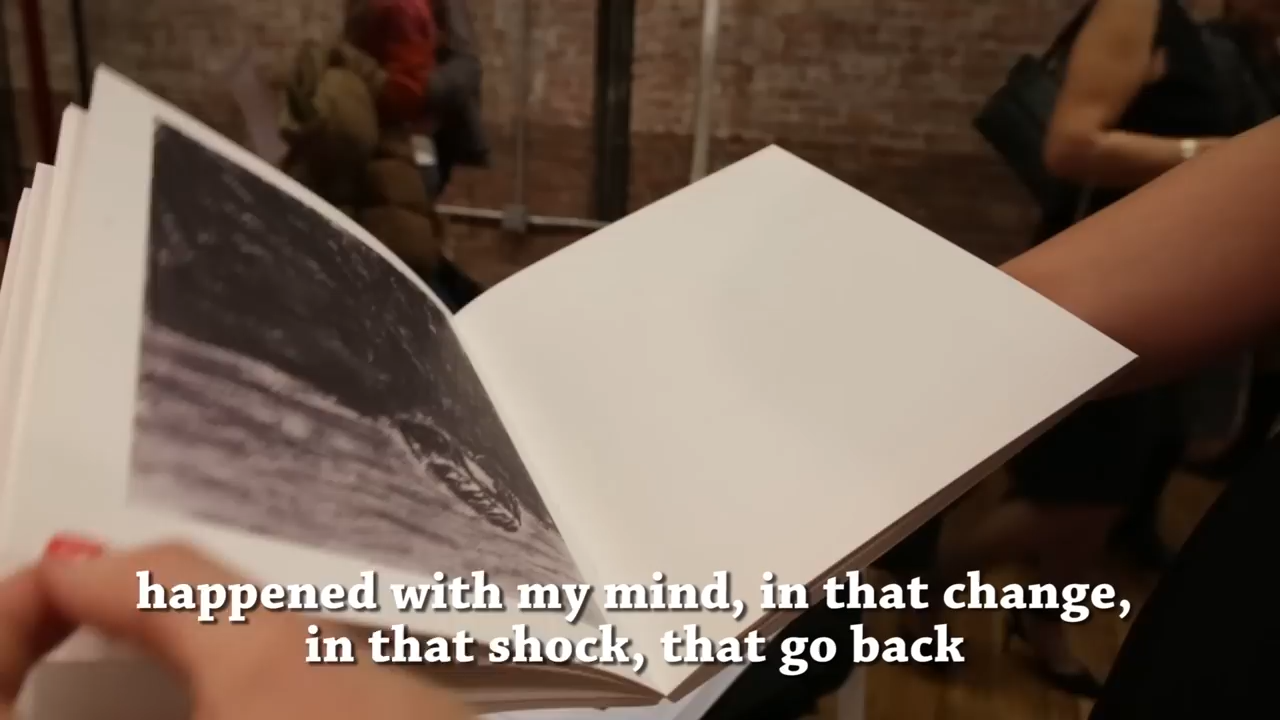 happened with my mind, in that change,
in that shock, that go back